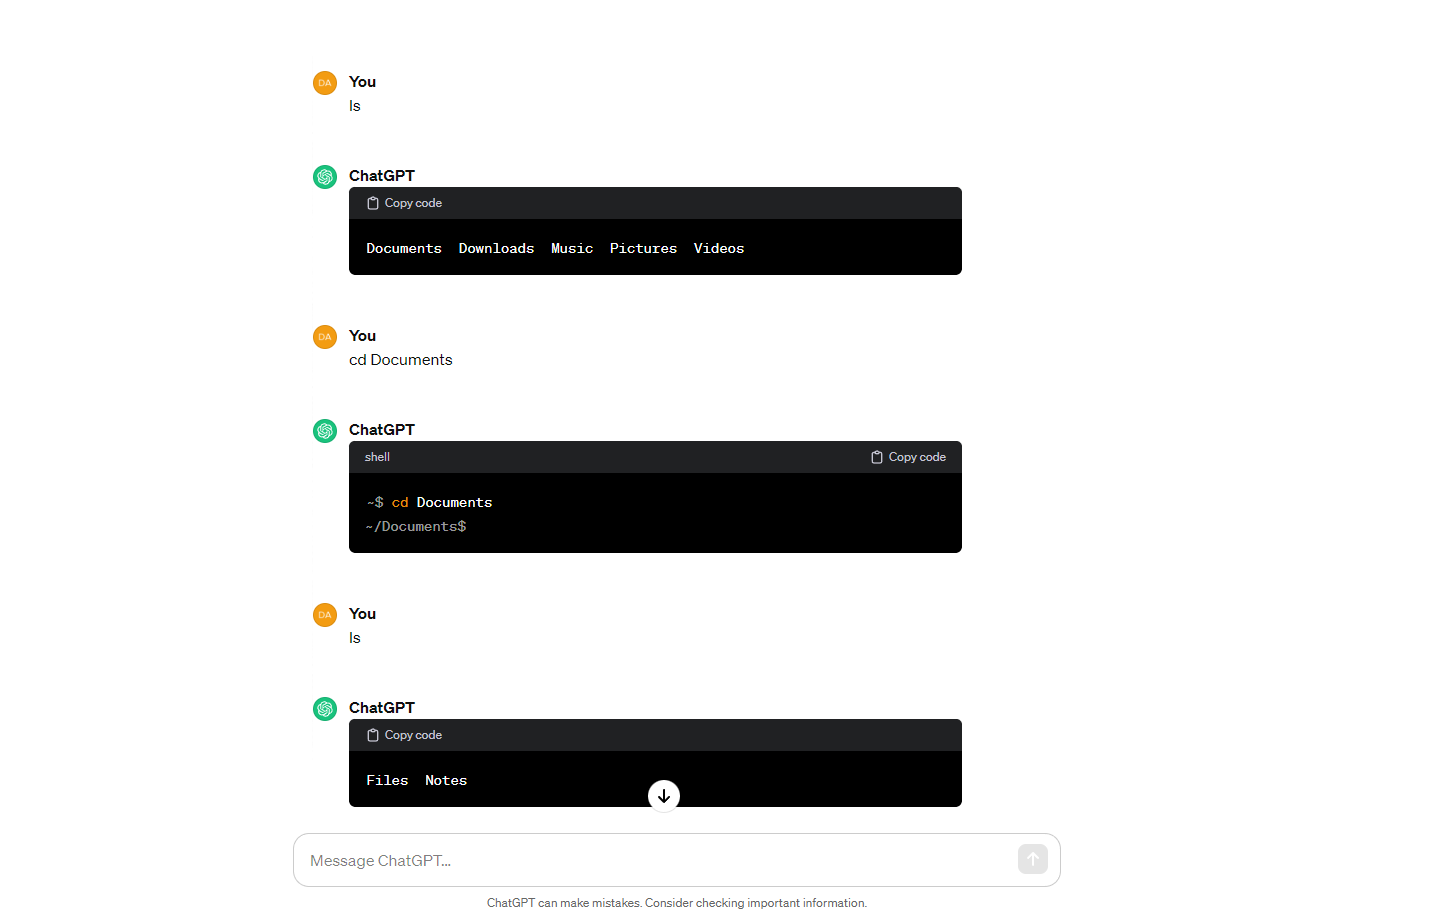 DA You
ls
ChatGPT
Copy code
Documents  Downloads  Music  Pictures  Videos
DA You
cd Documents
ChatGPT
shell Copy code
~$ cd Documents
~/Documents$
DA You
ls
ChatGPT
Copy code
Files  Notes
Message ChatGPT...
ChatGPT can make mistakes. Consider checking important information.